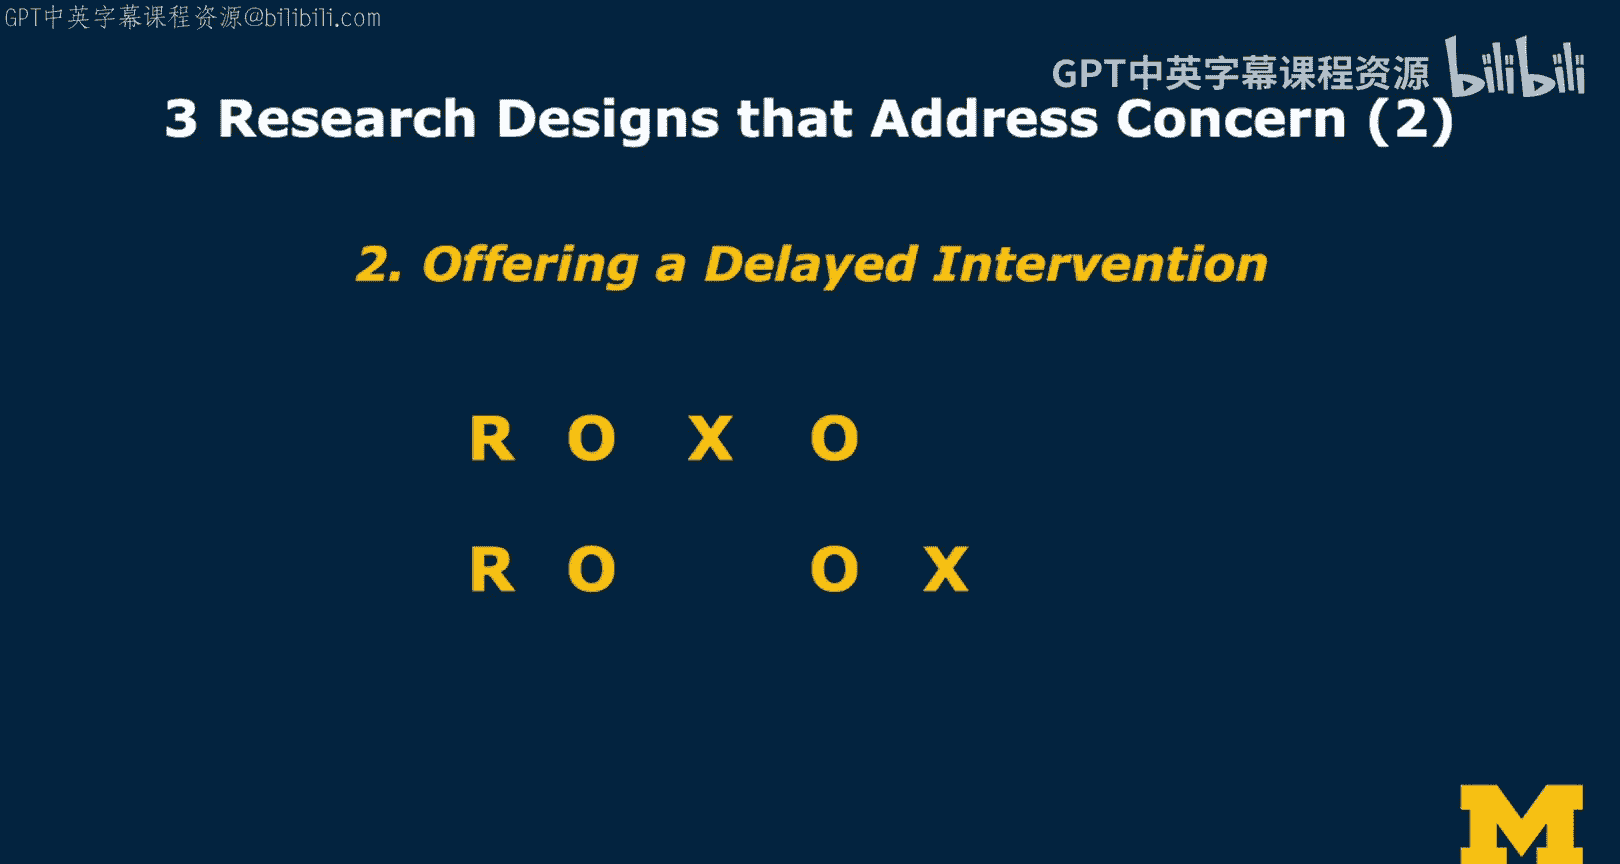 GPT中英字幕课程资源@bilibili.com
GPT中英字幕课程资源 bilibili
3 Research Designs that Address Concern (2)
2. Offering a Delayed Intervention
R O X O
R O O X
M